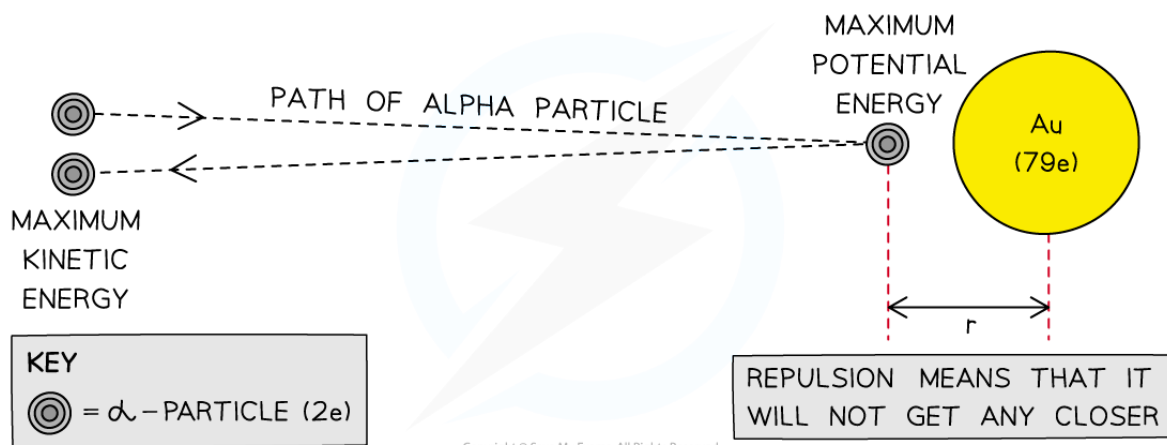 MAXIMUM
POTENTIAL
ENERGY
PATH OF ALPHA PARTICLE
Au
(79e)
MAXIMUM
KINETIC
ENERGY
r
KEY
= α-PARTICLE (2e)
REPULSION MEANS THAT IT
WILL NOT GET ANY CLOSER